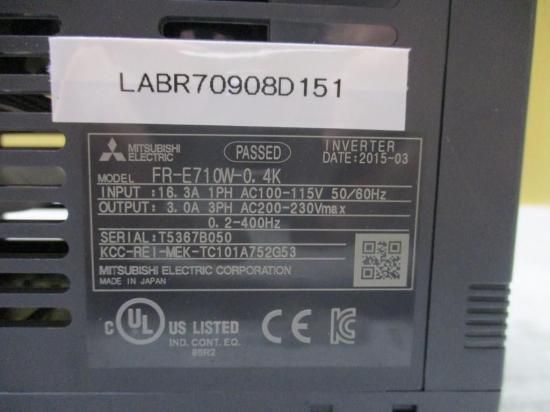 LABR70908D151
MITSUBISHI ELECTRIC PASSED INVERTER DATE:2015-03
MODEL FR-E710W-0.4K
INPUT :16.3A 1PH AC100-115V 50/60Hz
OUTPUT: 3.0A 3PH AC200-230Vmax
0.2-400Hz
SERIAL:T5367B050
KCC-REI-MEK-TC101A752G53
MITSUBISHI ELECTRIC CORPORATION
MADE IN JAPAN
C UL US LISTED CE
IND. CONT. EQ.
85R2